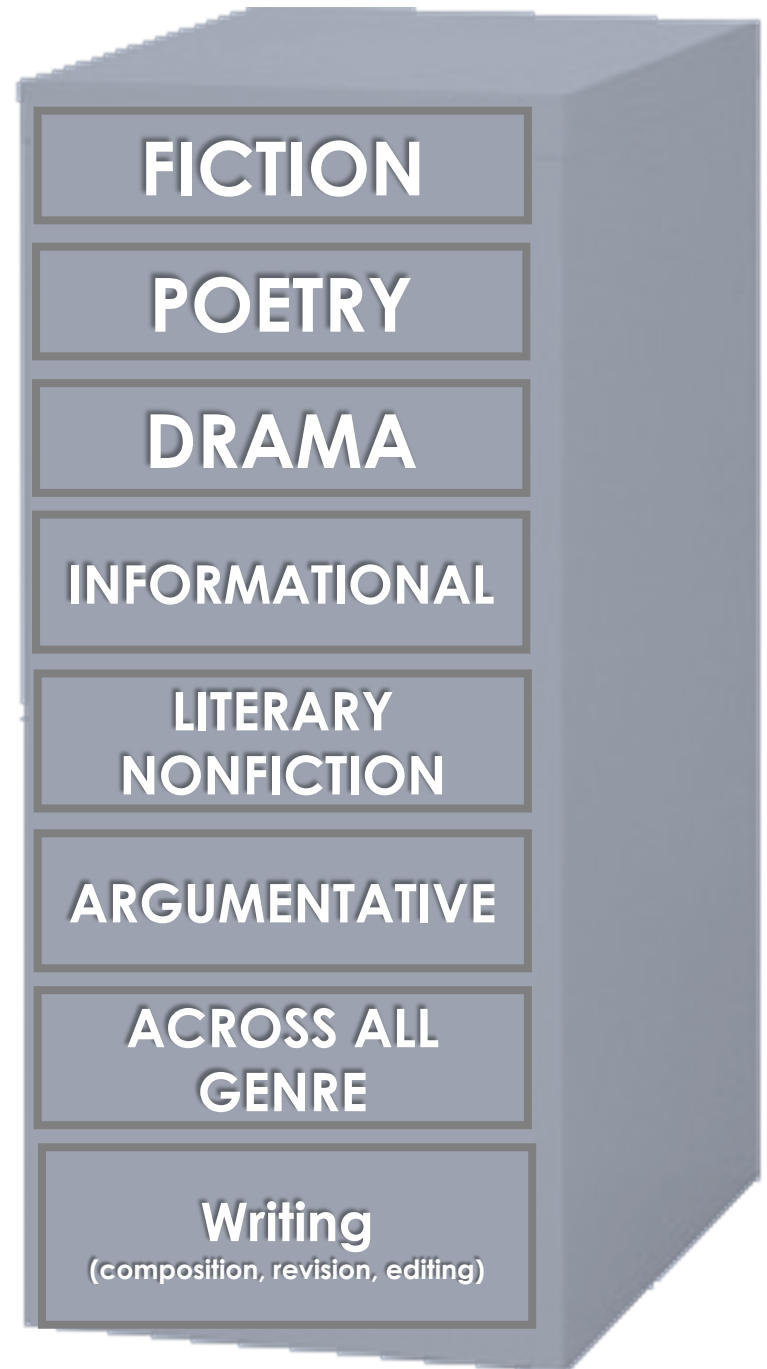 FICTION
POETRY
DRAMA
INFORMATIONAL
LITERARY
NONFICTION
ARGUMENTATIVE
ACROSS ALL
GENRE
Writing
(composition, revision, editing)